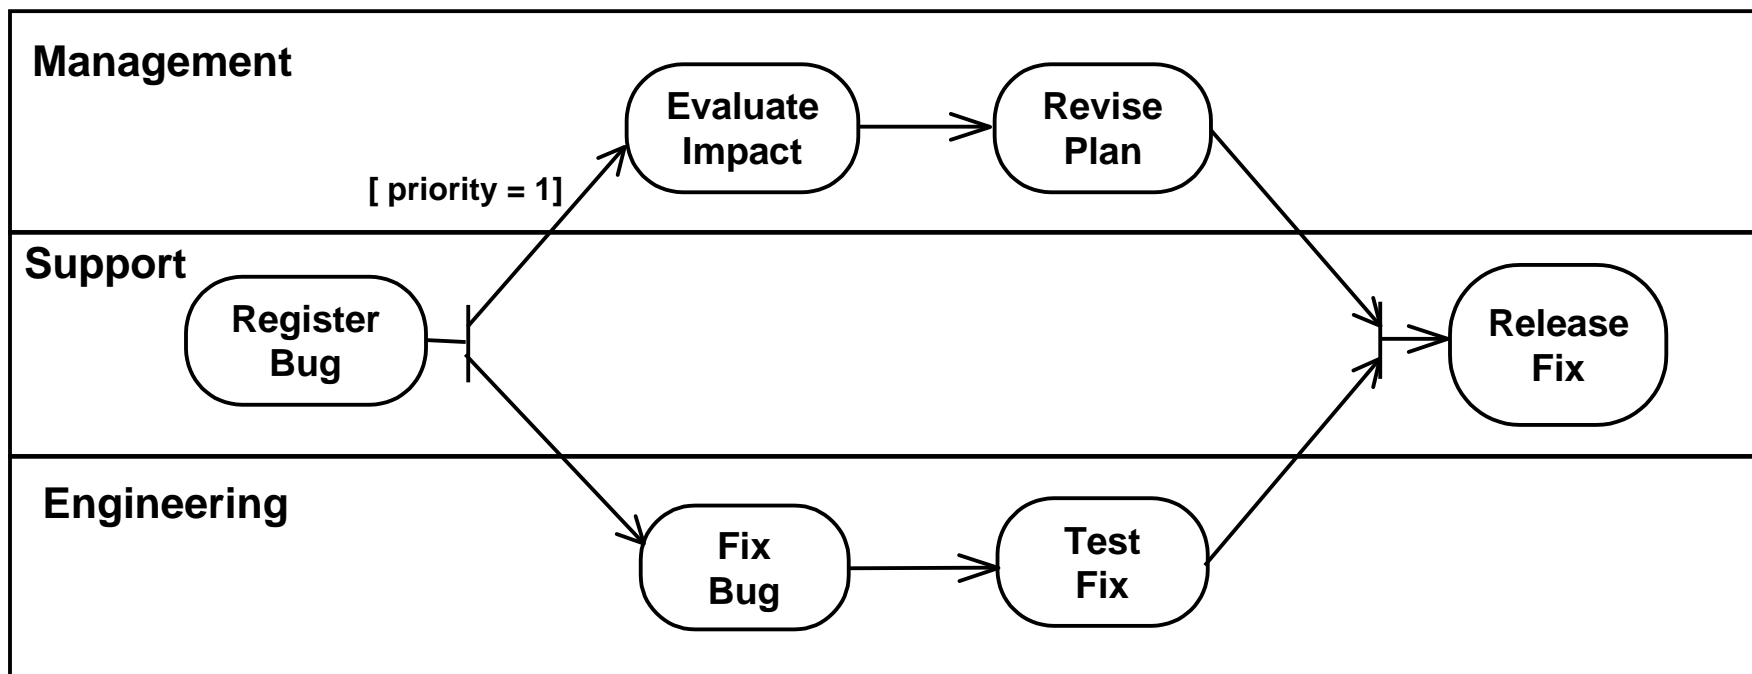 Management
Evaluate
Impact
Revise
Plan
[ priority = 1]
Support
Register
Bug
Release
Fix
Engineering
Fix
Bug
Test
Fix